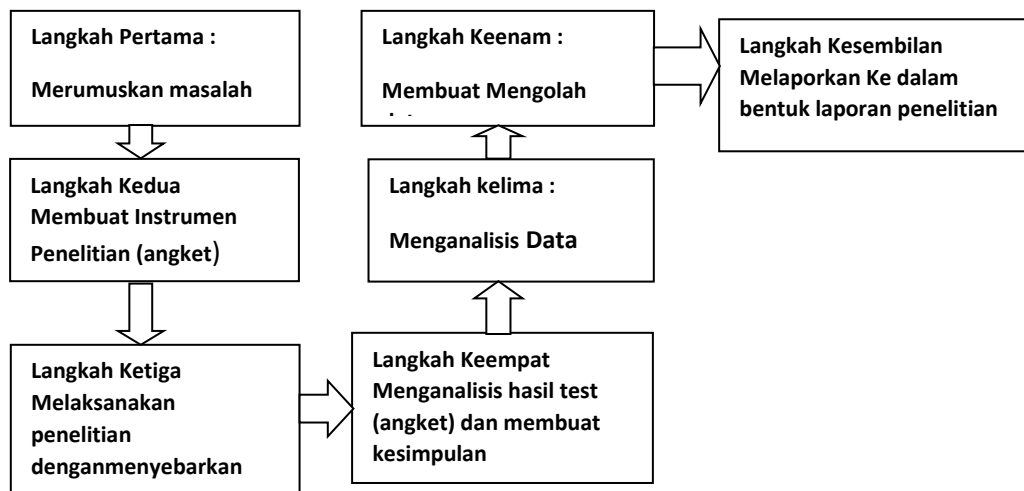 Langkah Pertama :
Merumuskan masalah
Langkah Kedua
Membuat Instrumen
Penelitian (angket)
Langkah Ketiga
Melaksanakan
penelitian
denganmenyebarkan
Langkah Keempat
Menganalisis hasil test
(angket) dan membuat
kesimpulan
Langkah kelima :
Menganalisis Data
Langkah Keenam :
Membuat Mengolah
Langkah Kesembilan
Melaporkan Ke dalam
bentuk laporan penelitian